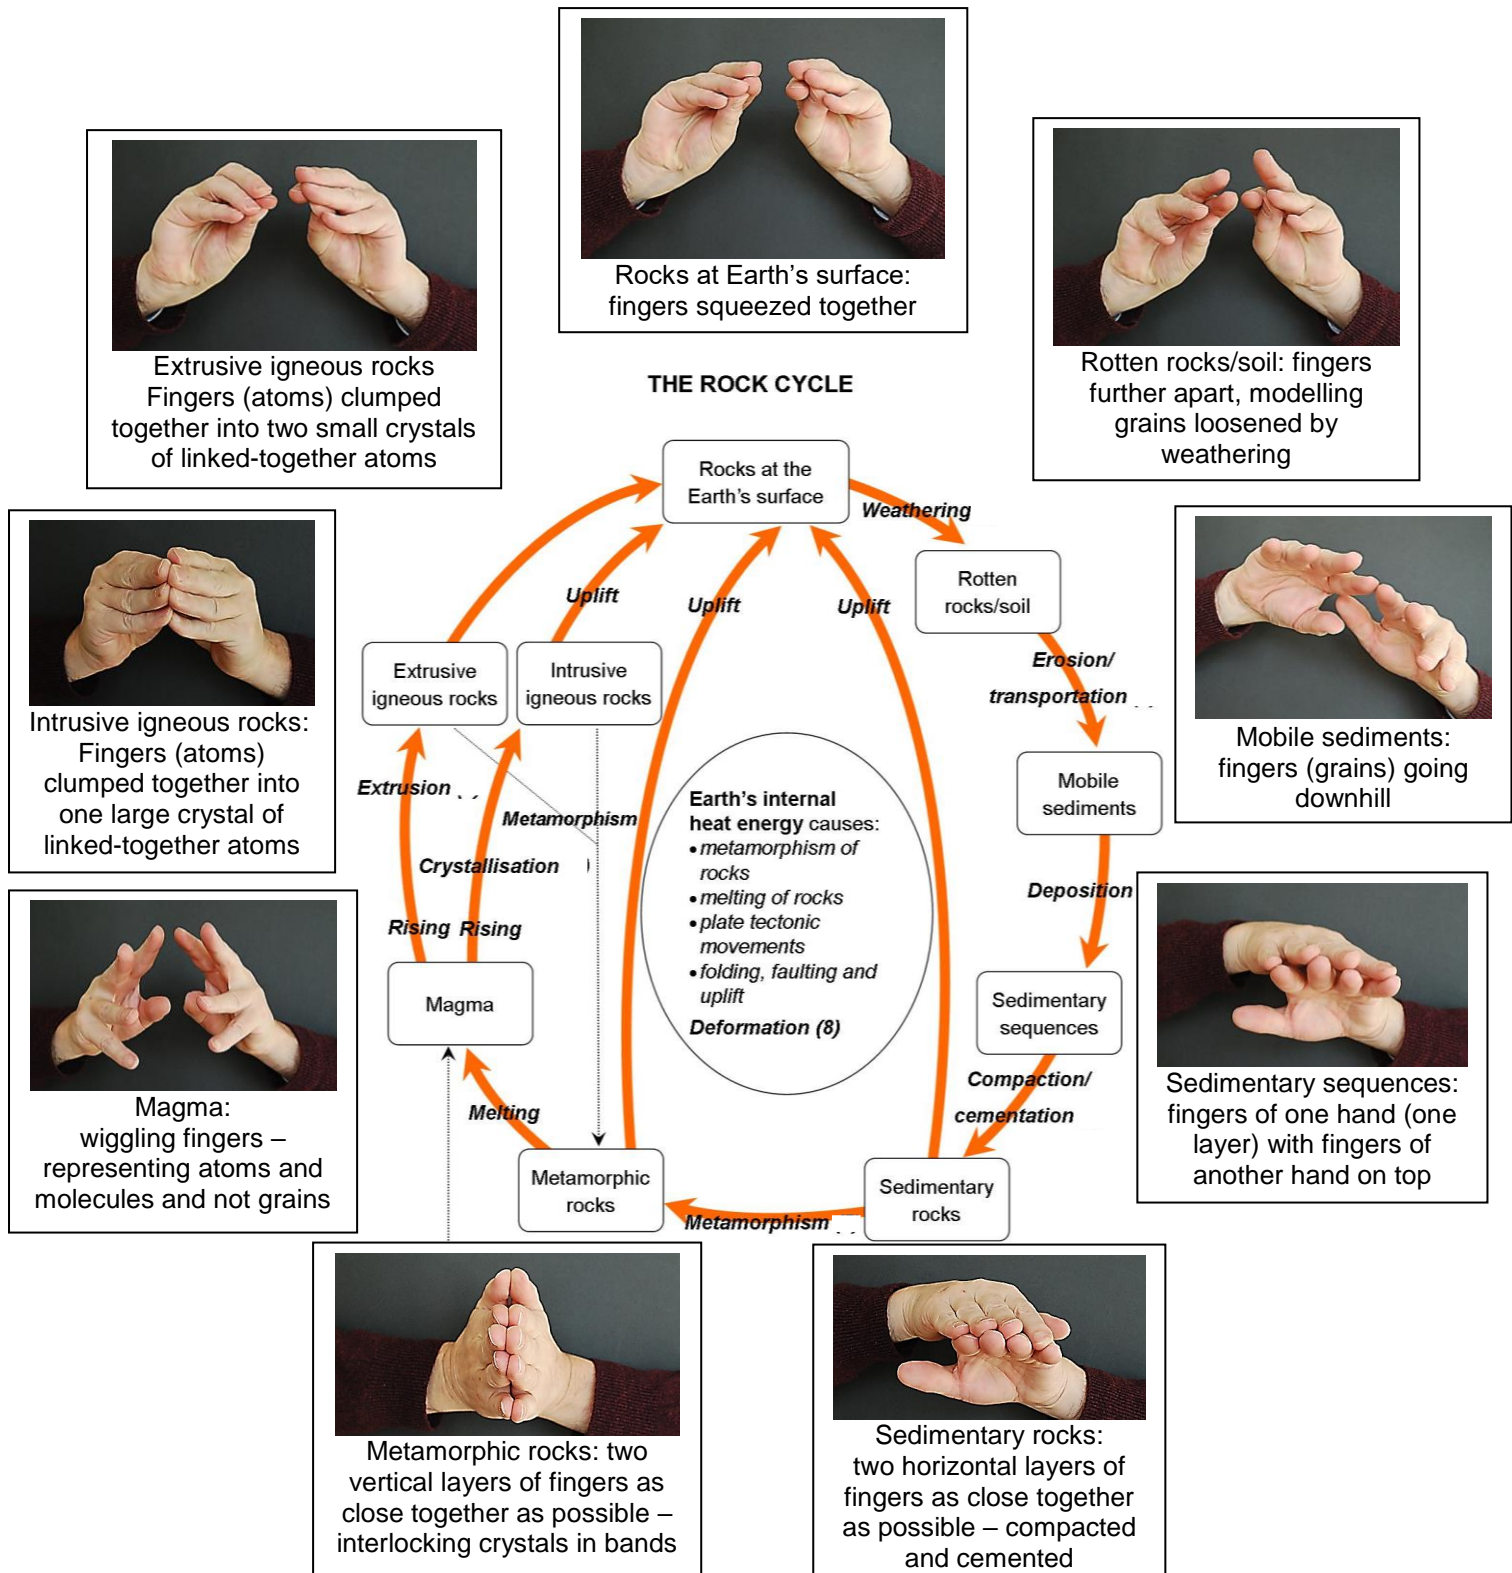 Rocks at Earth’s surface:
fingers squeezed together
Extrusive igneous rocks
Fingers (atoms) clumped
together into two small crystals
of linked-together atoms
Rotten rocks/soil: fingers
further apart, modelling
grains loosened by
weathering
THE ROCK CYCLE
Rocks at the
Earth’s surface
Weathering
Rotten
rocks/soil
Uplift
Uplift
Uplift
Extrusive
igneous rocks
Intrusive
igneous rocks
Erosion/
transportation
Intrusive igneous rocks:
Fingers (atoms)
clumped together into
one large crystal of
linked-together atoms
Mobile sediments:
fingers (grains) going
downhill
Mobile
sediments
Extrusion
Metamorphism
Crystallisation
Earth’s internal
heat energy causes:
• metamorphism of
rocks
• melting of rocks
• plate tectonic
movements
• folding, faulting and
uplift
Deformation (8)
Deposition
Rising
Rising
Magma
Sedimentary
sequences
Compaction/
cementation
Melting
Magma:
wiggling fingers –
representing atoms and
molecules and not grains
Sedimentary sequences:
fingers of one hand (one
layer) with fingers of
another hand on top
Metamorphic
rocks
Metamorphism
Sedimentary
rocks
Metamorphic rocks: two
vertical layers of fingers as
close together as possible –
interlocking crystals in bands
Sedimentary rocks:
two horizontal layers of
fingers as close together
as possible – compacted
and cemented